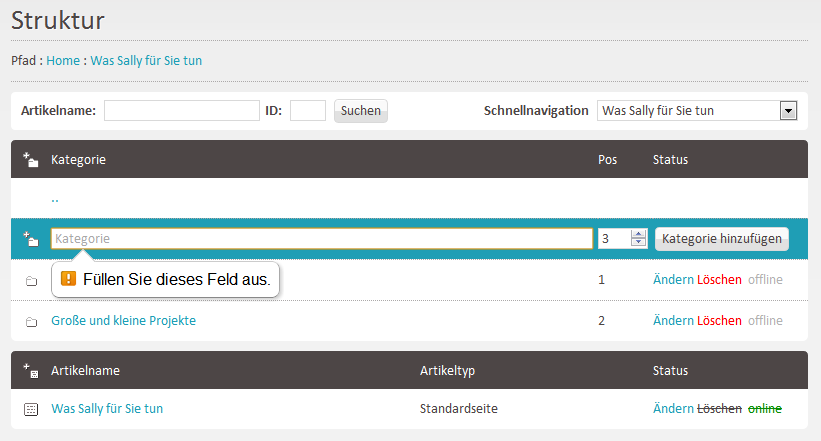 Struktur
Pfad : Home : Was Sally für Sie tun
Artikelname: ID: Suchen Schnellnavigation Was Sally für Sie tun
Kategorie Pos Status
..
Kategorie 3 Kategorie hinzufügen
Füllen Sie dieses Feld aus. 1 Ändern Löschen offline
Große und kleine Projekte 2 Ändern Löschen offline
Artikelname Artikeltyp Status
Was Sally für Sie tun Standardseite Ändern Löschen online